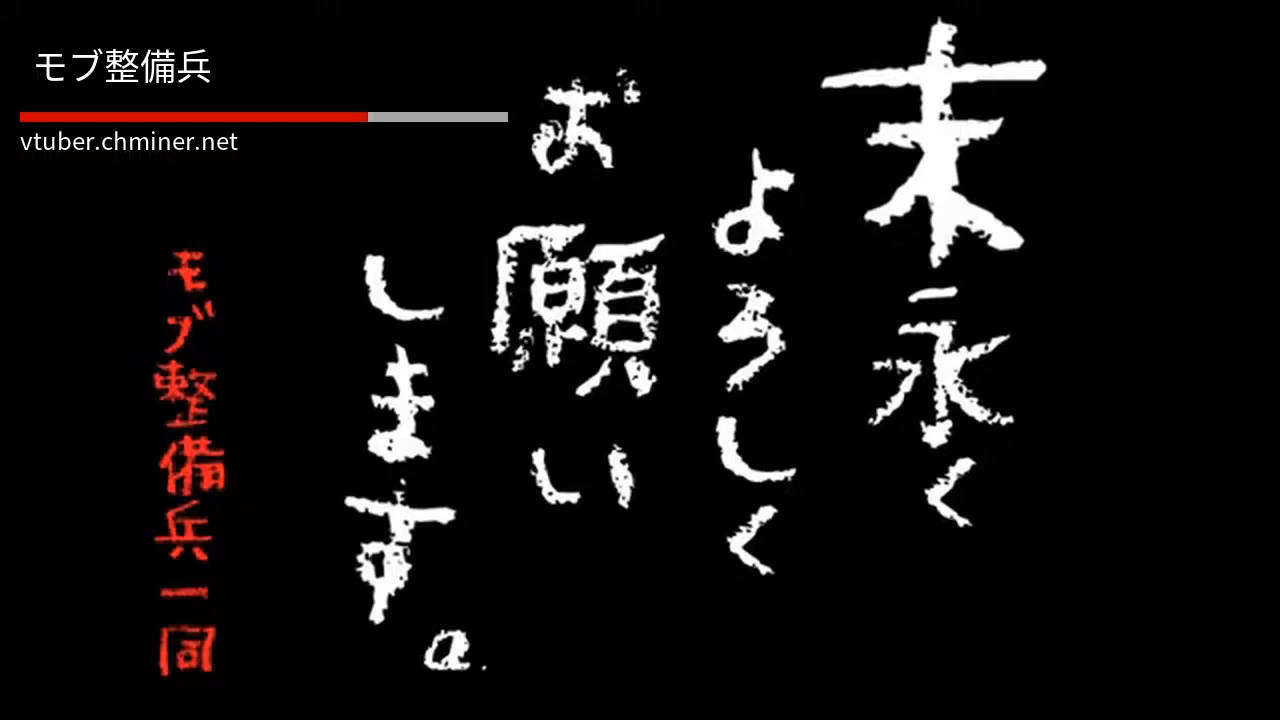 モブ整備兵
vtuber.chminer.net
末永く
よろしく
お願い
します。
モブ整備兵一同